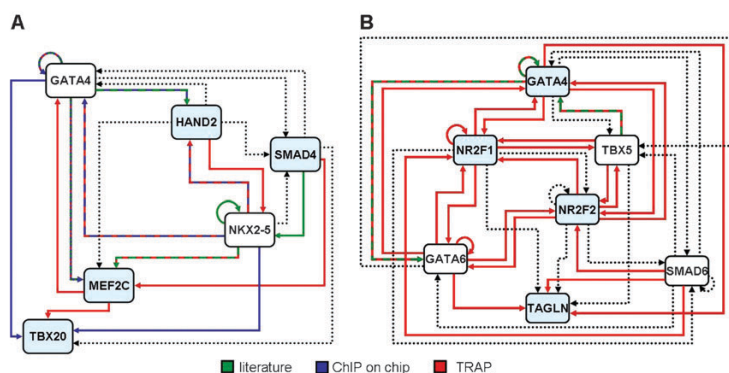 A
B
GATA4
HAND2
SMAD4
NKX2-5
MEF2C
TBX20
GATA4
NR2F1
TBX5
NR2F2
GATA6
SMAD6
TAGLN
literature
ChIP on chip
TRAP